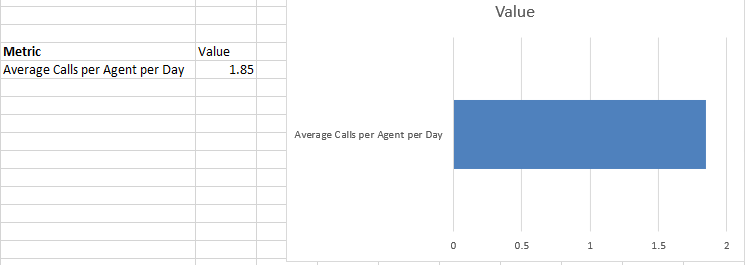 Value
Metric Value
Average Calls per Agent per Day 1.85
Average Calls per Agent per Day
0 0.5 1 1.5 2